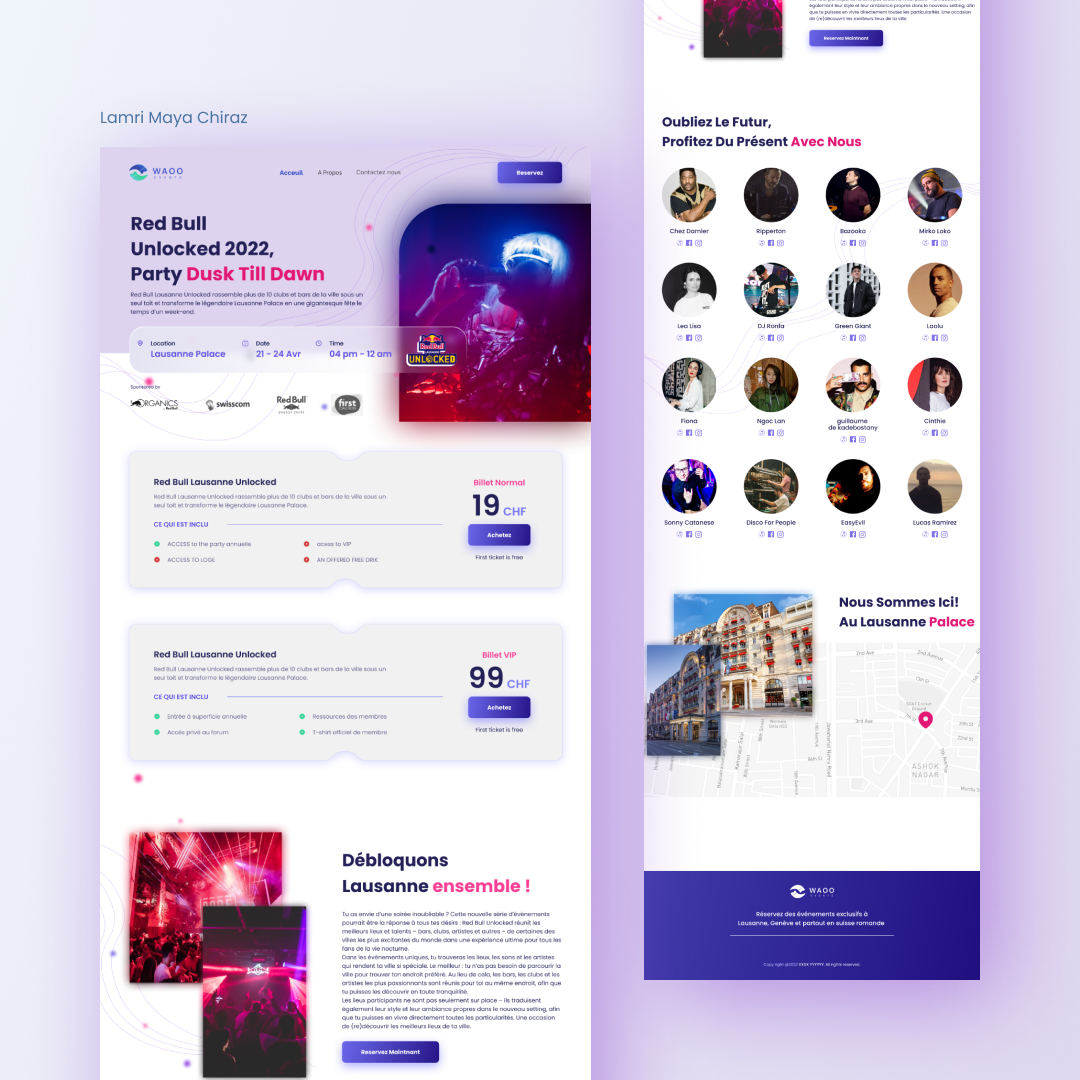 Lamri Maya Chiraz
WAOO
EVENTS
Acceuil
A Propos
Contactez nous
Reservez
Red Bull
Unlocked 2022,
Party Dusk Till Dawn
Red Bull Lausanne Unlocked rassemble plus de 10 clubs et bars de la ville sous un
seul toit et transforme le légendaire Lausanne Palace en une gigantesque fête le
temps d'un week-end.
Location
Lausanne Palace
Date
21 - 24 Avr
Time
04 pm - 12 am
Red Bull
UNLOCKED
Sponsored by
ORGANICS
by Red Bull
swisscom
Red Bull
ENERGY DRINK
first
Red Bull Lausanne Unlocked
Red Bull Lausanne Unlocked rassemble plus de 10 clubs et bars de la ville sous un
seul toit et transforme le légendaire Lausanne Palace.
CE QUI EST INCLU
ACCESS to the party annuelle
acess to VIP
ACCESS TO LOGE
AN OFFERED FREE DRIK
Billet Normal
19 CHF
Achetez
First ticket is free
Red Bull Lausanne Unlocked
Red Bull Lausanne Unlocked rassemble plus de 10 clubs et bars de la ville sous un
seul toit et transforme le légendaire Lausanne Palace.
CE QUI EST INCLU
Entrée à superficie annuelle
Ressources des membres
Accès privé au forum
T-shirt officiel de membre
Billet VIP
99 CHF
Achetez
First ticket is free
Débloquons
Lausanne ensemble !
Tu as envie d'une soirée inoubliable ? Cette nouvelle série d'événements
pourrait être la réponse à tous tes désirs : Red Bull Unlocked réunit les
meilleurs lieux et talents – bars, clubs, artistes et autres – de certaines des
villes les plus excitantes du monde dans une expérience ultime pour tous les
fans de la vie nocturne.
Dans les événements uniques, tu trouveras les lieux, les sons et les artistes
qui rendent ta ville si spéciale. Le meilleur : tu n'as pas besoin de parcourir la
ville pour trouver ton endroit préféré. Au lieu de cela, les bars, les clubs et les
artistes les plus passionnants sont réunis pour toi au même endroit, afin que
tu puisses les découvrir en toute tranquillité.
Les lieux participants ne sont pas seulement sur place – ils traduisent
également leur style et leur ambiance propres dans le nouveau setting, afin
que tu puisses en vivre directement toutes les particularités. Une occasion
de (re)découvrir les meilleurs lieux de ta ville.
Reservez Maintnant
également leur style et leur ambiance propres dans le nouveau setting, afin
que tu puisses en vivre directement toutes les particularités. Une occasion
de (re)découvrir les meilleurs lieux de ta ville.
Reservez Maintnant
Oubliez Le Futur,
Profitez Du Présent Avec Nous
Chez Damier
Ripperton
Bazooka
Mirko Loko
Lea Lisa
DJ Ronfa
Green Giant
Laolu
Fiona
Ngoc Lan
guillaume
de kadebostany
Cinthie
Sonny Catanese
Disco For People
EasyEvil
Lucas Ramirez
Nous Sommes Ici!
Au Lausanne Palace
2nd Ave
2nd Avenue
3rd Ave
ASHOK
NAGAR
WAOO
EVENTS
Réservez des événements exclusifs à
Lausanne, Genève et partout en suisse romande
Copy right @2022 XXXX YYYYYY. All rights reserved.